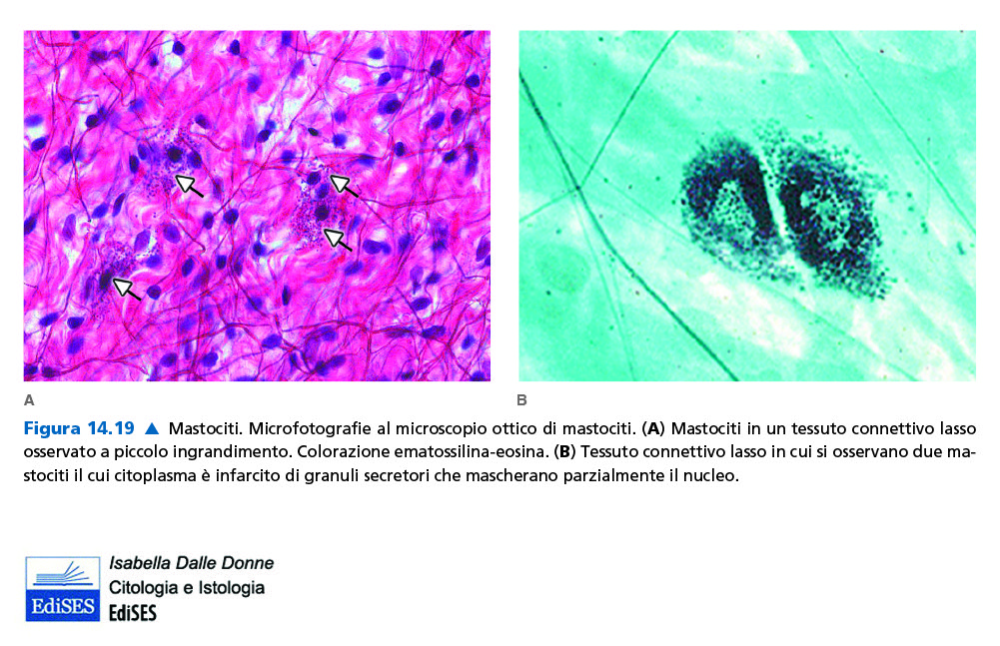 A
B
Figura 14.19 ▲ Mastociti. Microfotografie al microscopio ottico di mastociti. (A) Mastociti in un tessuto connettivo lasso
osservato a piccolo ingrandimento. Colorazione ematossilina-eosina. (B) Tessuto connettivo lasso in cui si osservano due ma-
stociti il cui citoplasma è infarcito di granuli secretori che mascherano parzialmente il nucleo.
Isabella Dalle Donne
Citologia e Istologia
EdiSES
EdiSES